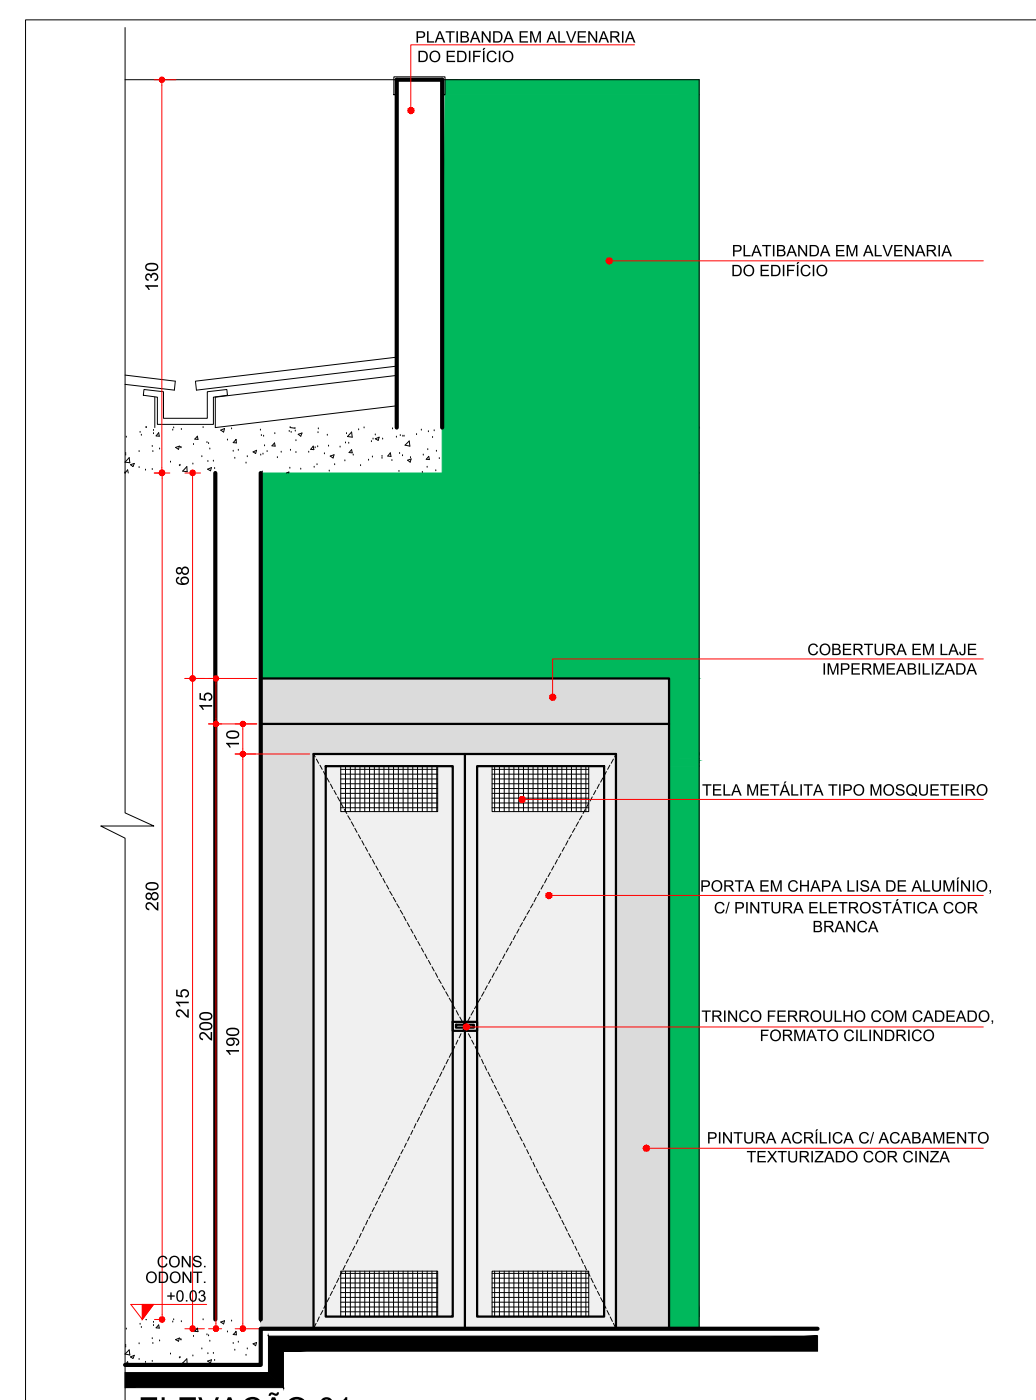 PLATIBANDA EM ALVENARIA
DO EDIFÍCIO
130
PLATIBANDA EM ALVENARIA
DO EDIFÍCIO
68
COBERTURA EM LAJE
IMPERMEABILIZADA
15
10
TELA METÁLITA TIPO MOSQUETEIRO
280
PORTA EM CHAPA LISA DE ALUMÍNIO,
C/ PINTURA ELETROSTÁTICA COR
BRANCA
215
200
190
TRINCO FERROULHO COM CADEADO,
FORMATO CILINDRICO
PINTURA ACRÍLICA C/ ACABAMENTO
TEXTURIZADO COR CINZA
CONS.
ODONT.
+0.03
ELEVAÇÃO 01